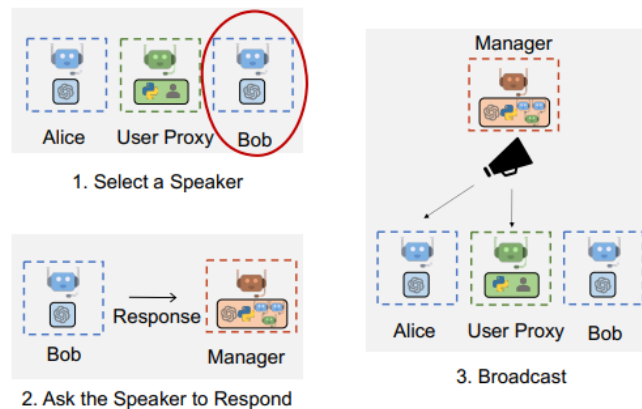 Alice
User Proxy
Bob
1. Select a Speaker
Bob
Response
Manager
2. Ask the Speaker to Respond
Manager
Alice
User Proxy
Bob
3. Broadcast